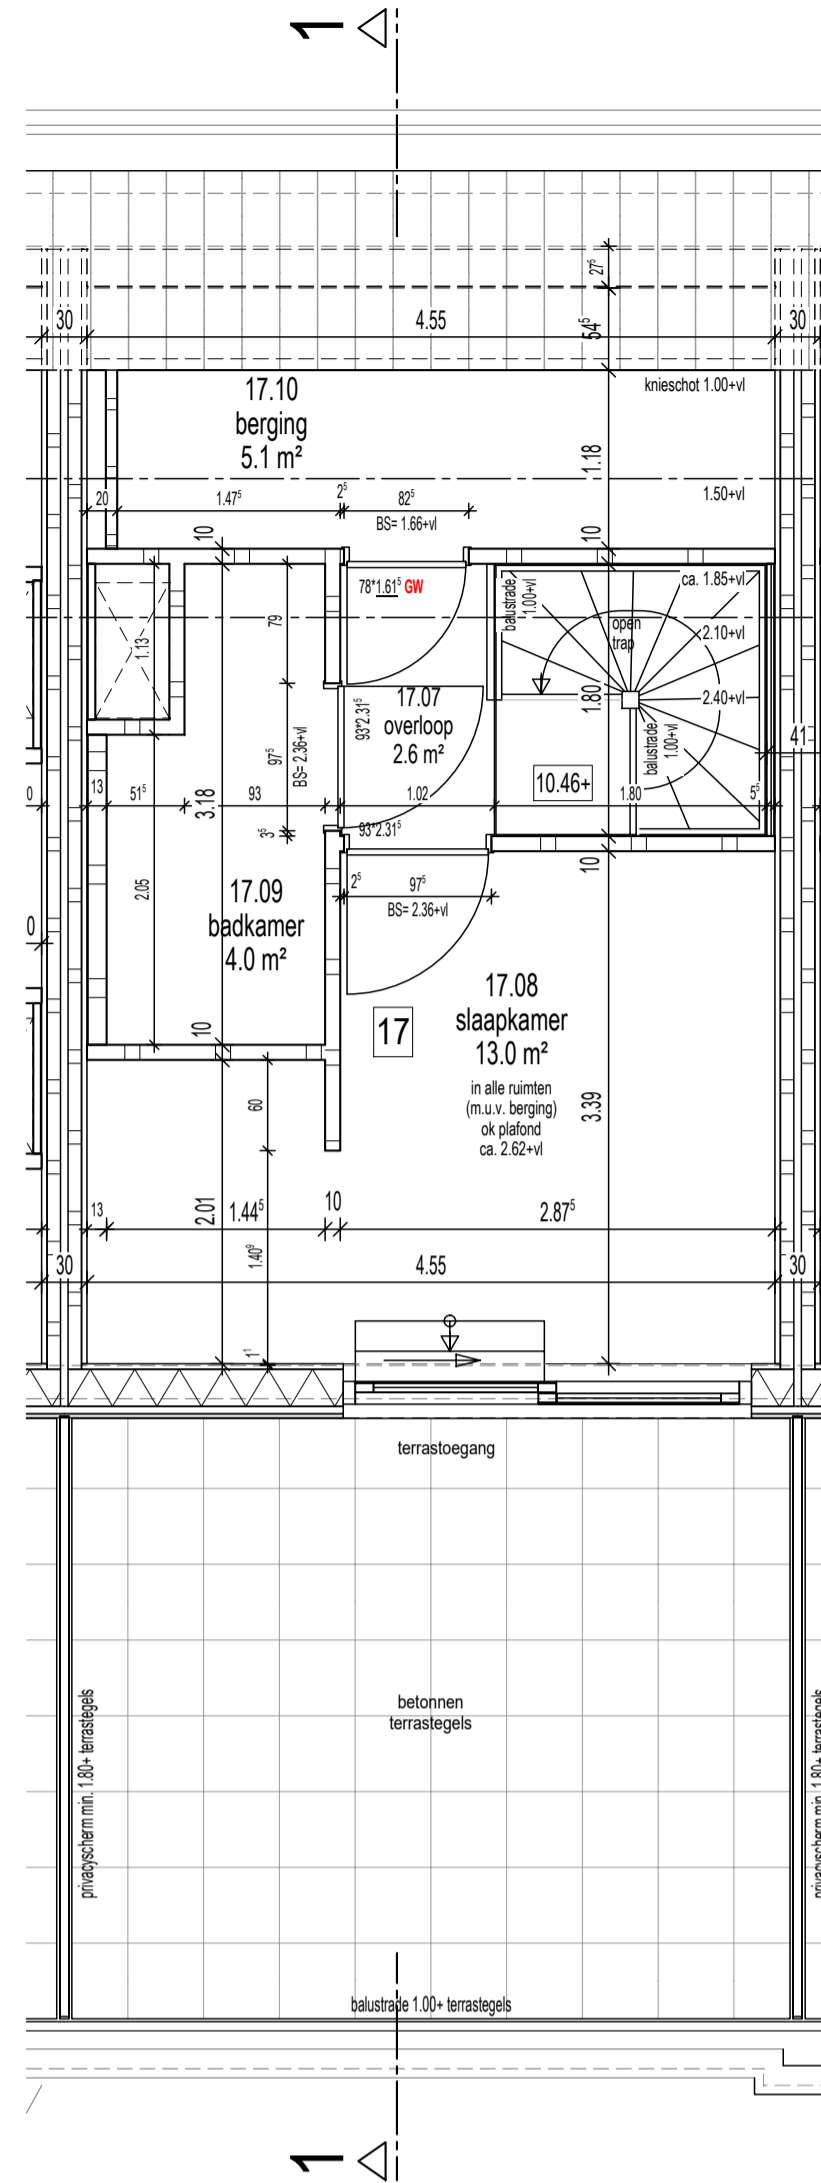 1
27⁵
30
4.55
54⁵
30
17.10
berging
5.1 m²
knieschot 1.00+vl
1.18
20
1.47⁵
2⁵
82⁵
BS= 1.66+vl
1.50+vl
10
10
78*1.61⁵ GW
balustrade
1.00+vl
ca. 1.85+vl
open
trap
2.10+vl
79
1.13
17.07
overloop
2.6 m²
93*2.31⁵
1.80
2.40+vl
balustrade
1.00+vl
41
97⁵
BS= 2.36+vl
10.46+
0
13
51⁵
3.18
93
1.02
1.80
5⁵
3⁵
93*2.31⁵
10
2⁵
97⁵
BS= 2.36+vl
2.05
17.09
badkamer
4.0 m²
0
17.08
slaapkamer
13.0 m²
17
10
in alle ruimten
(m.u.v. berging)
ok plafond
ca. 2.62+vl
60
3.39
13
2.01
1.44⁵
10
2.87⁵
1.40⁹
30
4.55
30
1¹
terrastoegang
betonnen
terrastegels
privacyscherm min. 1.80+ terrastegels
privacyscherm min. 1.80+ terrastegels
balustrade 1.00+ terrastegels
1